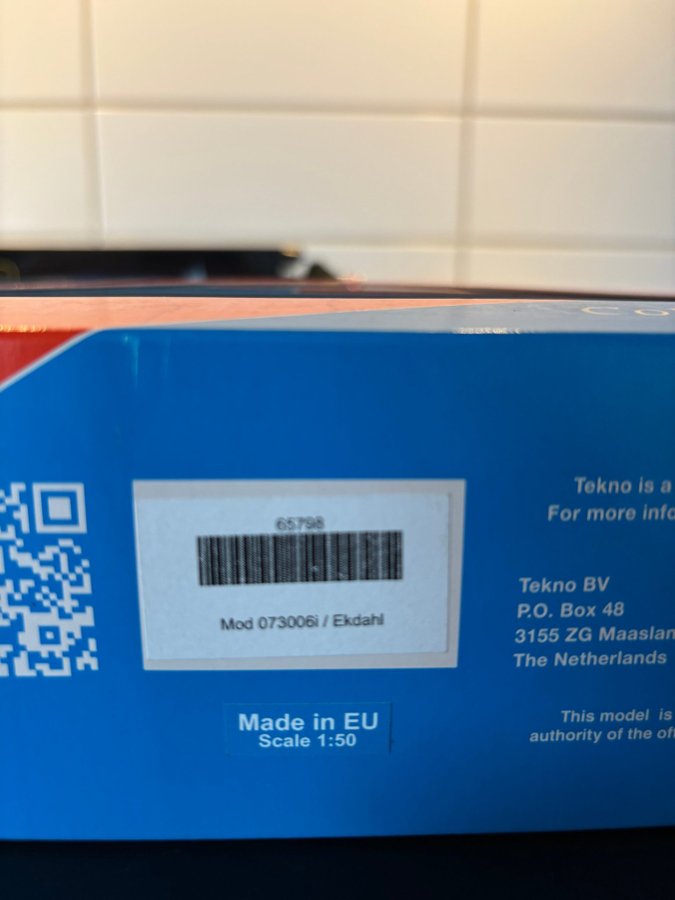 Co
65798
Mod 073006i / Ekdahl
Made in EU
Scale 1:50
Tekno is a
For more info
Tekno BV
P.O. Box 48
3155 ZG Maaslan
The Netherlands
This model is
authority of the off